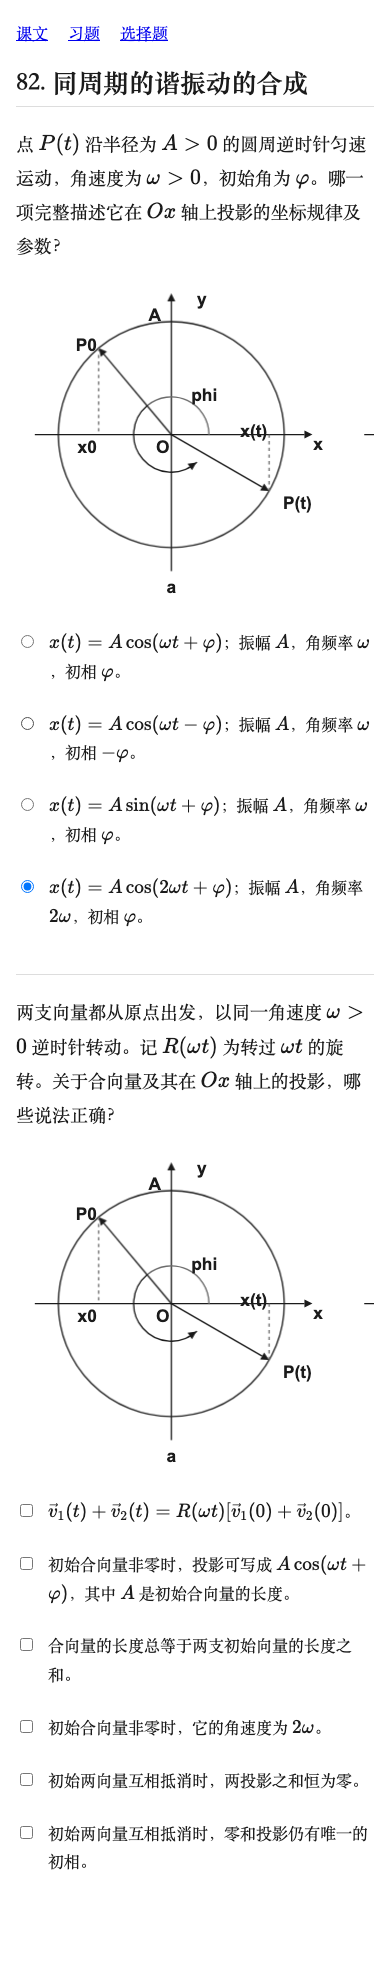 课文 习题 选择题
82. 同周期的谐振动的合成
点 P(t) 沿半径为 A > 0 的圆周逆时针匀速
运动，角速度为 ω > 0，初始角为 φ。哪一
项完整描述它在 Ox 轴上投影的坐标规律及
参数?
A y
P0
phi
x0 O x(t) x
P(t)
a
x(t) = A cos(ωt + φ)；振幅 A，角频率 ω
，初相 φ。
x(t) = A cos(ωt − φ)；振幅 A，角频率 ω
，初相 −φ。
x(t) = A sin(ωt + φ)；振幅 A，角频率 ω
，初相 φ。
x(t) = A cos(2ωt + φ)；振幅 A，角频率
2ω，初相 φ。
两支向量都从原点出发，以同一角速度 ω >
0 逆时针转动。记 R(ωt) 为转过 ωt 的旋
转。关于合向量及其在 Ox 轴上的投影，哪
些说法正确?
A y
P0
phi
x0 O x(t) x
P(t)
a
v⃗₁(t) + v⃗₂(t) = R(ωt)[v⃗₁(0) + v⃗₂(0)]。
初始合向量非零时，投影可写成 A cos(ωt +
φ)，其中 A 是初始合向量的长度。
合向量的长度总等于两支初始向量的长度之
和。
初始合向量非零时，它的角速度为 2ω。
初始两向量互相抵消时，两投影之和恒为零。
初始两向量互相抵消时，零和投影仍有唯一的
初相。